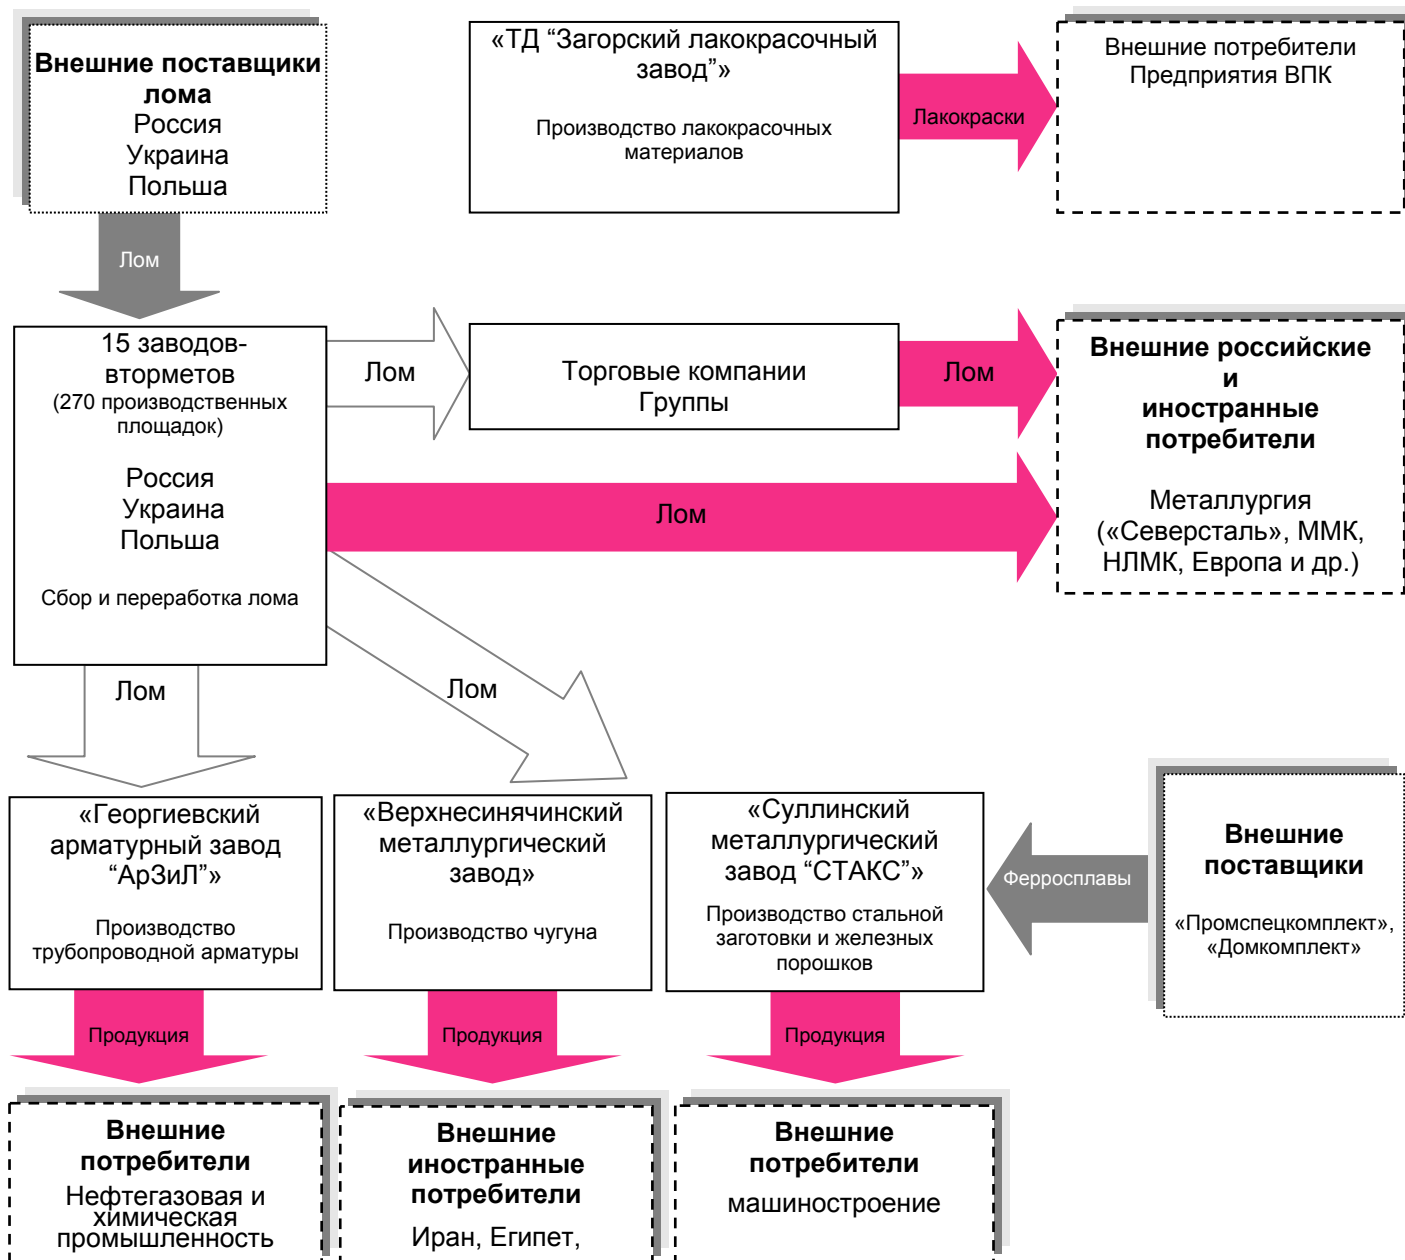 Внешние поставщики
лома
Россия
Украина
Польша
«ТД “Загорский лакокрасочный
завод”»
Производство лакокрасочных
материалов
Лакокраски
Внешние потребители
Предприятия ВПК
Лом
15 заводов-
вторметов
(270 производственных
площадок)
Россия
Украина
Польша
Сбор и переработка лома
Лом
Торговые компании
Группы
Лом
Лом
Внешние российские
и
иностранные
потребители
Металлургия
(«Северсталь», ММК,
НЛМК, Европа и др.)
Лом
Лом
«Георгиевский
арматурный завод
“АрЗиЛ”»
Производство
трубопроводной арматуры
«Верхнесинячинский
металлургический
завод»
Производство чугуна
«Суллинский
металлургический
завод “СТАКС”»
Производство стальной
заготовки и железных
порошков
Ферросплавы
Внешние
поставщики
«Промспецкомплект»,
«Домкомплект»
Продукция
Продукция
Продукция
Внешние
потребители
Нефтегазовая и
химическая
промышленность
Внешние
иностранные
потребители
Иран, Египет,
Внешние
потребители
машиностроение